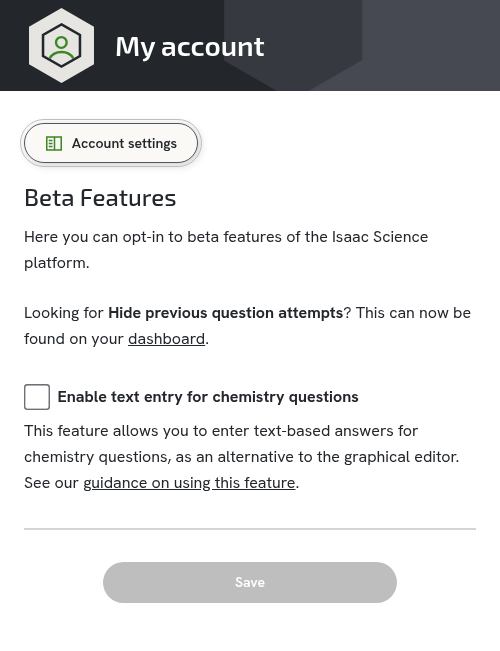 My account
Account settings
Beta Features
Here you can opt-in to beta features of the Isaac Science
platform.
Looking for Hide previous question attempts? This can now be
found on your dashboard.
Enable text entry for chemistry questions
This feature allows you to enter text-based answers for
chemistry questions, as an alternative to the graphical editor.
See our guidance on using this feature.
Save